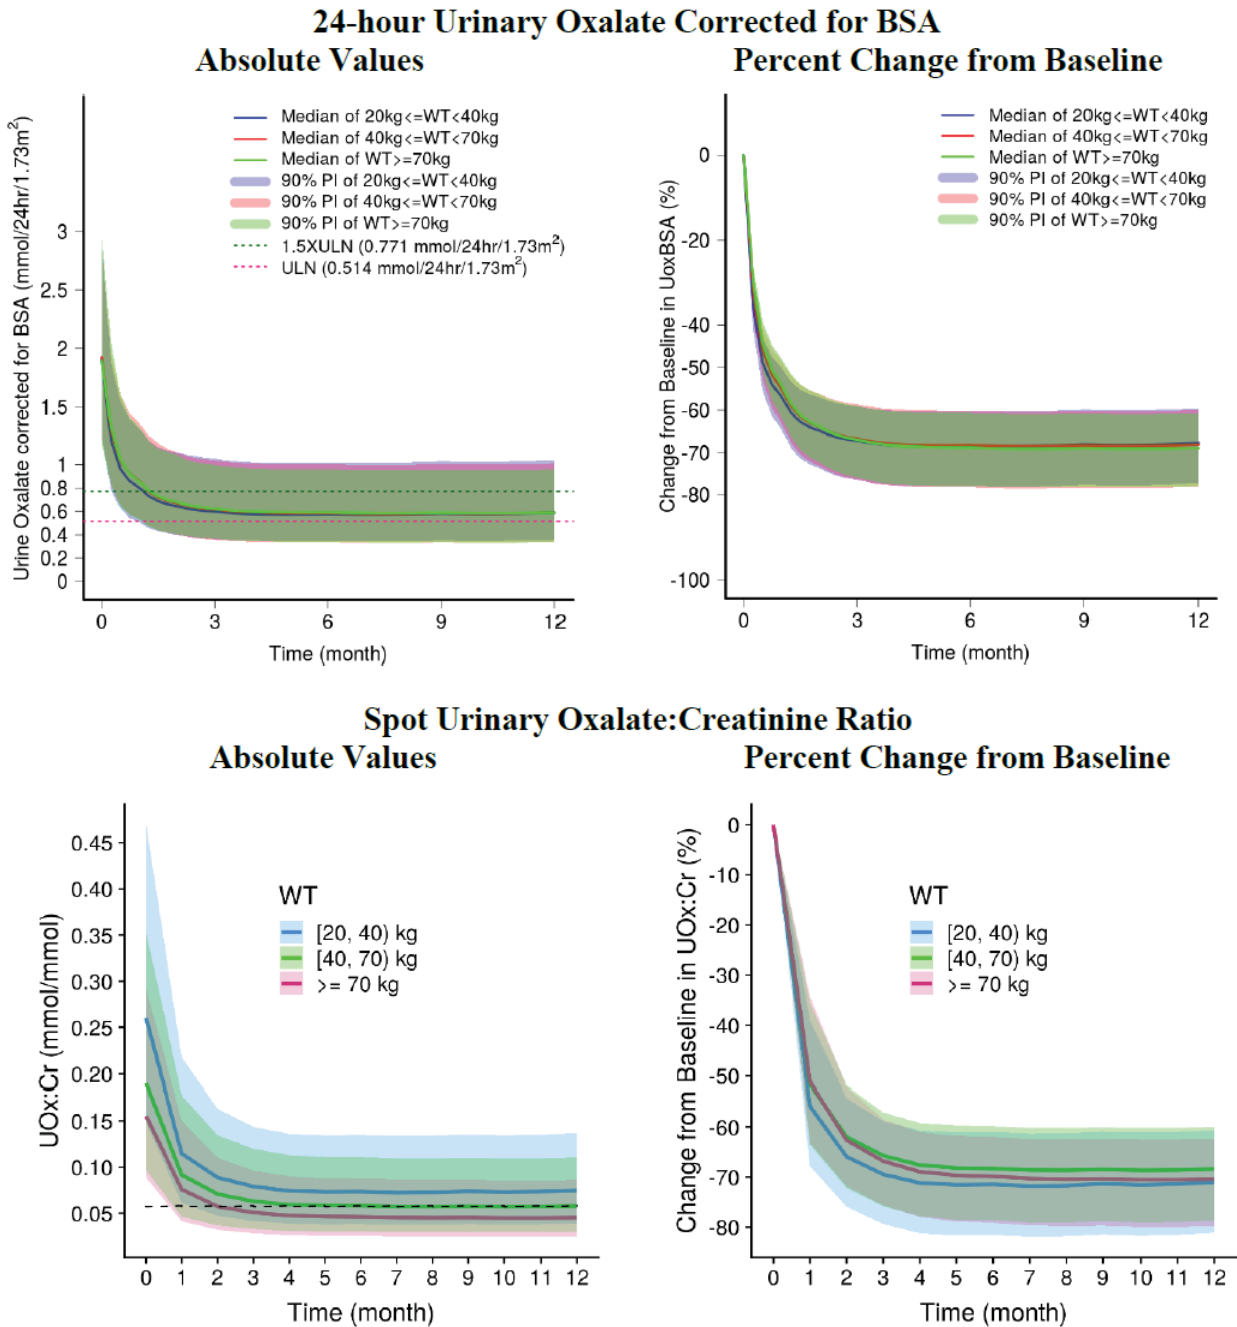 24-hour Urinary Oxalate Corrected for BSA
Absolute Values
Percent Change from Baseline
Urine Oxalate corrected for BSA (mmol/24hr/1.73m²)
Median of 20kg<=WT<40kg
Median of 40kg<=WT<70kg
Median of WT>=70kg
90% PI of 20kg<=WT<40kg
90% PI of 40kg<=WT<70kg
90% PI of WT>=70kg
1.5XULN (0.771 mmol/24hr/1.73m²)
ULN (0.514 mmol/24hr/1.73m²)
3
2.5
2
1.5
1
0.8
0.6
0.4
0.2
0
0 3 6 9 12
Time (month)
Change from Baseline in UoxBSA (%)
Median of 20kg<=WT<40kg
Median of 40kg<=WT<70kg
Median of WT>=70kg
90% PI of 20kg<=WT<40kg
90% PI of 40kg<=WT<70kg
90% PI of WT>=70kg
0
-20
-40
-50
-60
-70
-80
-100
0 3 6 9 12
Time (month)
Spot Urinary Oxalate:Creatinine Ratio
Absolute Values
Percent Change from Baseline
UOx:Cr (mmol/mmol)
WT
[20, 40) kg
[40, 70) kg
>= 70 kg
0.45
0.40
0.35
0.30
0.25
0.20
0.15
0.10
0.05
0 1 2 3 4 5 6 7 8 9 10 11 12
Time (month)
Change from Baseline in UOx:Cr (%)
WT
[20, 40) kg
[40, 70) kg
>= 70 kg
0
-10
-20
-30
-40
-50
-60
-70
-80
0 1 2 3 4 5 6 7 8 9 10 11 12
Time (month)